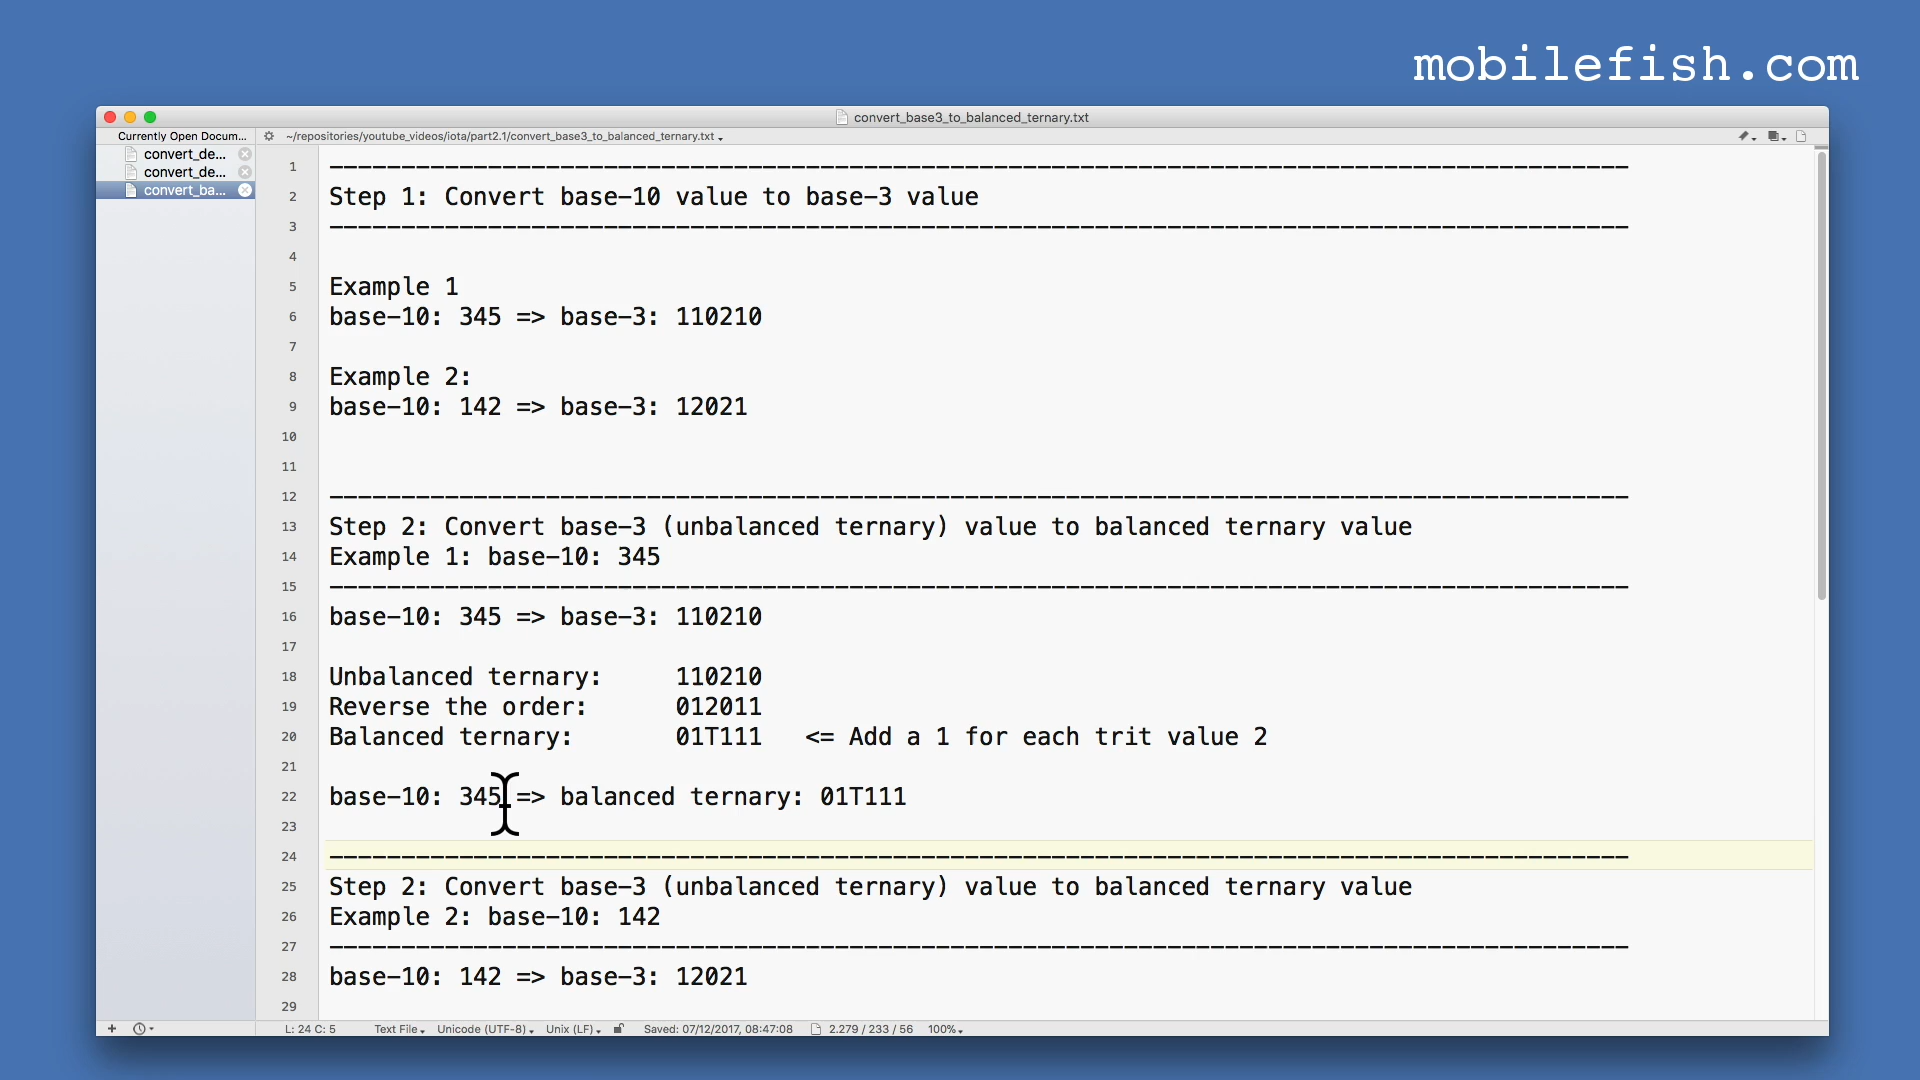 mobilefish.com
convert_base3_to_balanced_ternary.txt
Currently Open Docum...
~/repositories/youtube_videos/iota/part2.1/convert_base3_to_balanced_ternary.txt
convert_de...
convert_de...
convert_ba...
1 ------------------------------------------------------------------------------------------
2 Step 1: Convert base-10 value to base-3 value
3 ------------------------------------------------------------------------------------------
4
5 Example 1
6 base-10: 345 => base-3: 110210
7
8 Example 2:
9 base-10: 142 => base-3: 12021
10
11
12 ------------------------------------------------------------------------------------------
13 Step 2: Convert base-3 (unbalanced ternary) value to balanced ternary value
14 Example 1: base-10: 345
15 ------------------------------------------------------------------------------------------
16 base-10: 345 => base-3: 110210
17
18 Unbalanced ternary:     110210
19 Reverse the order:      012011
20 Balanced ternary:       01T111   <= Add a 1 for each trit value 2
21
22 base-10: 345 => balanced ternary: 01T111
23
24 ------------------------------------------------------------------------------------------
25 Step 2: Convert base-3 (unbalanced ternary) value to balanced ternary value
26 Example 2: base-10: 142
27 ------------------------------------------------------------------------------------------
28 base-10: 142 => base-3: 12021
29
L: 24 C: 5 Text File Unicode (UTF-8) Unix (LF) Saved: 07/12/2017, 08:47:08 2.279 / 233 / 56 100%